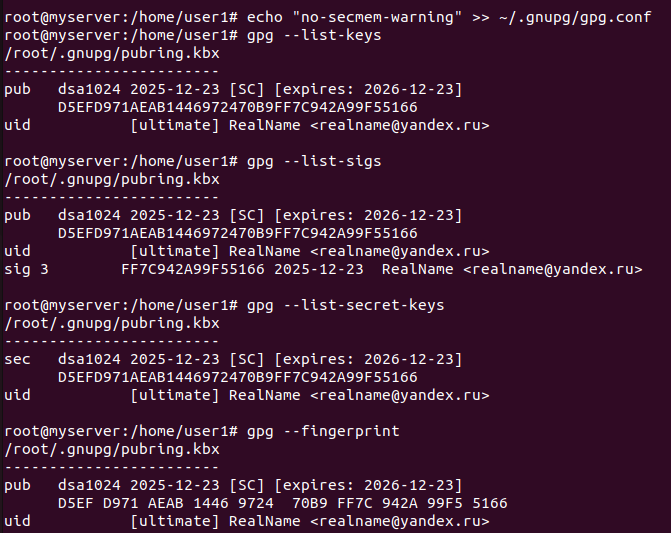 root@myserver:/home/user1# echo "no-secmem-warning" >> ~/.gnupg/gpg.conf
root@myserver:/home/user1# gpg --list-keys
/root/.gnupg/pubring.kbx
------------------------
pub   dsa1024 2025-12-23 [SC] [expires: 2026-12-23]
      D5EFD971AEAB1446972470B9FF7C942A99F55166
uid           [ultimate] RealName <realname@yandex.ru>

root@myserver:/home/user1# gpg --list-sigs
/root/.gnupg/pubring.kbx
------------------------
pub   dsa1024 2025-12-23 [SC] [expires: 2026-12-23]
      D5EFD971AEAB1446972470B9FF7C942A99F55166
uid           [ultimate] RealName <realname@yandex.ru>
sig 3        FF7C942A99F55166 2025-12-23  RealName <realname@yandex.ru>

root@myserver:/home/user1# gpg --list-secret-keys
/root/.gnupg/pubring.kbx
------------------------
sec   dsa1024 2025-12-23 [SC] [expires: 2026-12-23]
      D5EFD971AEAB1446972470B9FF7C942A99F55166
uid           [ultimate] RealName <realname@yandex.ru>

root@myserver:/home/user1# gpg --fingerprint
/root/.gnupg/pubring.kbx
------------------------
pub   dsa1024 2025-12-23 [SC] [expires: 2026-12-23]
      D5EF D971 AEAB 1446 9724  70B9 FF7C 942A 99F5 5166
uid           [ultimate] RealName <realname@yandex.ru>